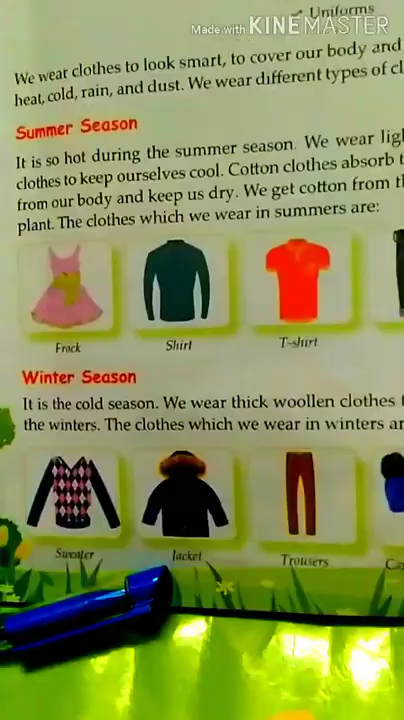 ✓ Uniforms
Made with KINEMASTER
We wear clothes to look smart, to cover our body and
heat, cold, rain, and dust. We wear different types of cl
Summer Season
It is so hot during the summer season. We wear lig
clothes to keep ourselves cool. Cotton clothes absorb t
from our body and keep us dry. We get cotton from t
plant. The clothes which we wear in summers are:
Frock Shirt T-shirt
Winter Season
It is the cold season. We wear thick woollen clothes
the winters. The clothes which we wear in winters ar
Sweater Jacket Trousers Ca